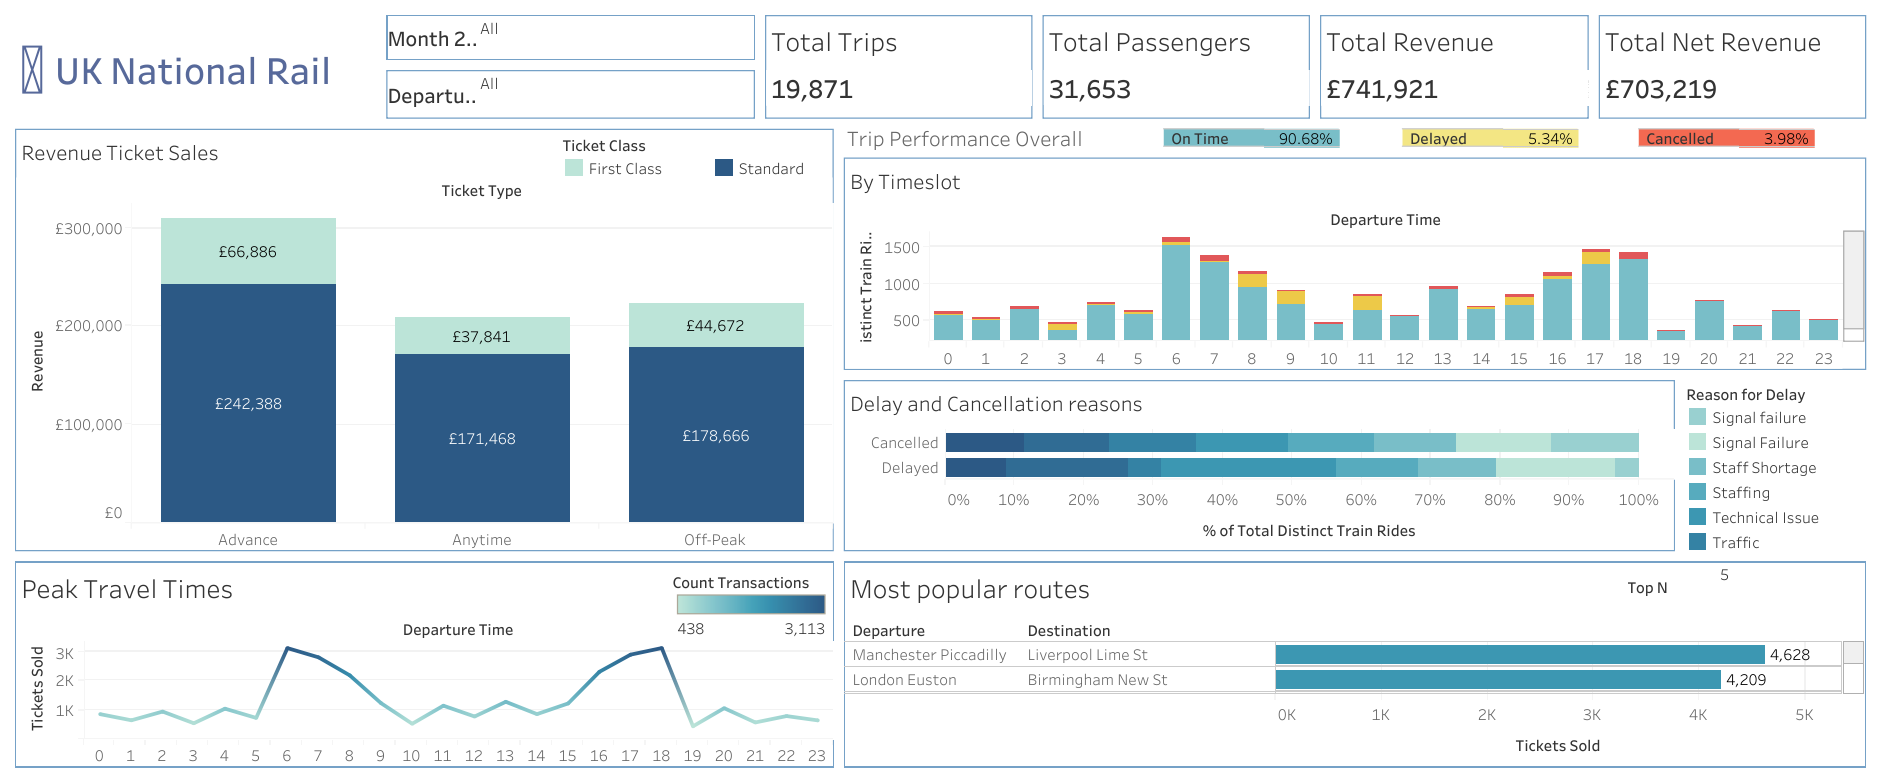 UK National Rail
Month 2.. All
Departu.. All
Total Trips
19,871
Total Passengers
31,653
Total Revenue
£741,921
Total Net Revenue
£703,219
Revenue Ticket Sales
Ticket Class
First Class Standard
Ticket Type
Revenue
£300,000
£200,000
£100,000
£0
£66,886
£242,388
£37,841
£171,468
£44,672
£178,666
Advance Anytime Off-Peak
Trip Performance Overall
On Time 90.68%
Delayed 5.34%
Cancelled 3.98%
By Timeslot
Departure Time
istinct Train Ri..
1500
1000
500
0 1 2 3 4 5 6 7 8 9 10 11 12 13 14 15 16 17 18 19 20 21 22 23
Delay and Cancellation reasons
Cancelled
Delayed
0% 10% 20% 30% 40% 50% 60% 70% 80% 90% 100%
% of Total Distinct Train Rides
Reason for Delay
Signal failure
Signal Failure
Staff Shortage
Staffing
Technical Issue
Traffic
Peak Travel Times
Count Transactions
438 3,113
Departure Time
Tickets Sold
3K
2K
1K
0 1 2 3 4 5 6 7 8 9 10 11 12 13 14 15 16 17 18 19 20 21 22 23
Most popular routes
Top N 5
Departure Destination
Manchester Piccadilly Liverpool Lime St 4,628
London Euston Birmingham New St 4,209
0K 1K 2K 3K 4K 5K
Tickets Sold